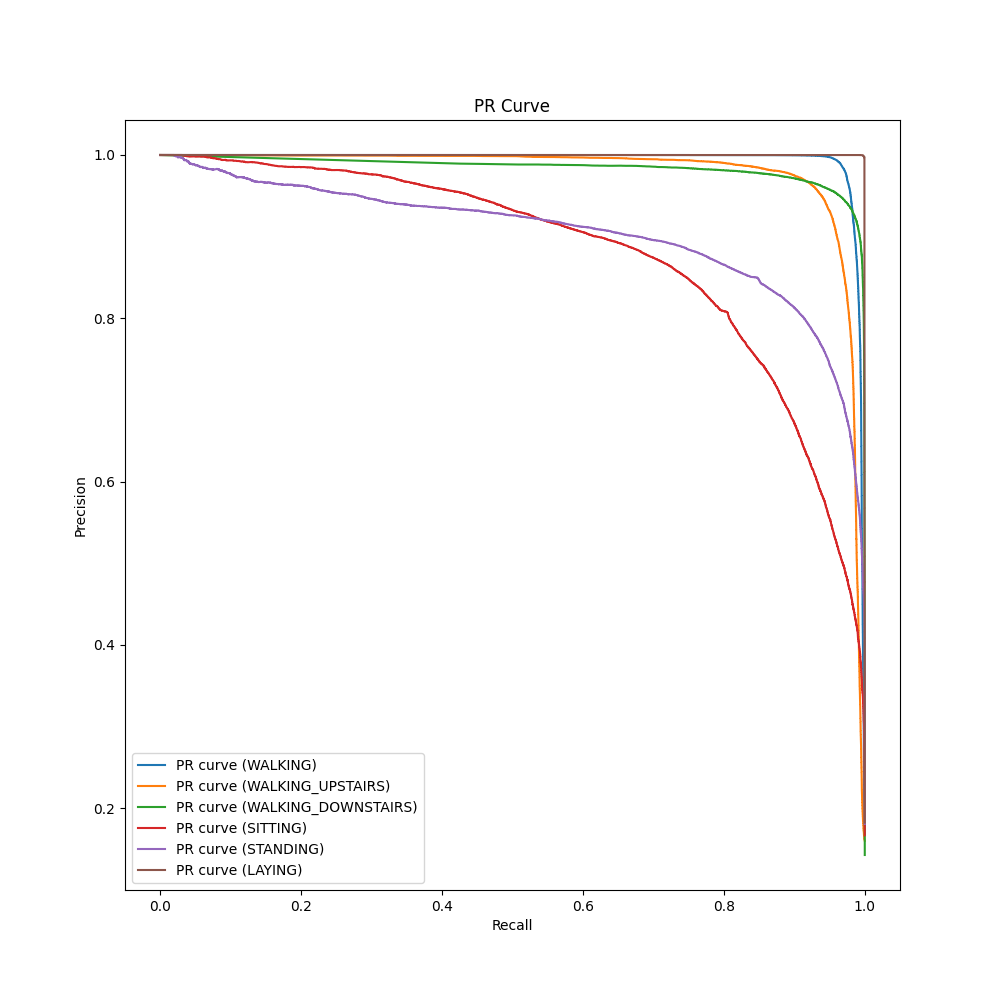 PR Curve
1.0
0.8
0.6
0.4
0.2
Precision
PR curve (WALKING)
PR curve (WALKING_UPSTAIRS)
PR curve (WALKING_DOWNSTAIRS)
PR curve (SITTING)
PR curve (STANDING)
PR curve (LAYING)
0.0 0.2 0.4 0.6 0.8 1.0
Recall